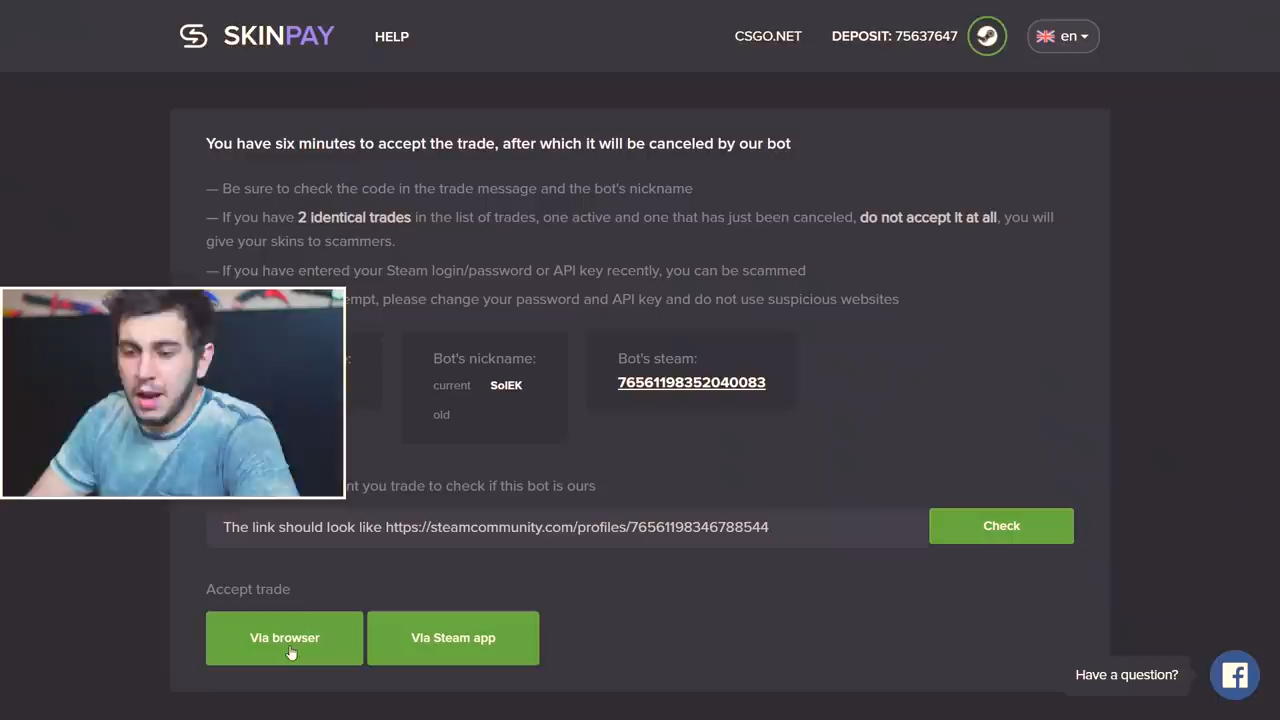 SKINPAY
HELP
CSGO.NET
DEPOSIT: 75637647
en
You have six minutes to accept the trade, after which it will be canceled by our bot
— Be sure to check the code in the trade message and the bot's nickname
— If you have 2 identical trades in the list of trades, one active and one that has just been canceled, do not accept it at all, you will
give your skins to scammers.
— If you have entered your Steam login/password or API key recently, you can be scammed
please change your password and API key and do not use suspicious websites
Bot's nickname:
current SolEK
old
Bot's steam:
76561198352040083
you trade to check if this bot is ours
The link should look like https://steamcommunity.com/profiles/76561198346788544
Check
Accept trade
Via browser
Via Steam app
Have a question?